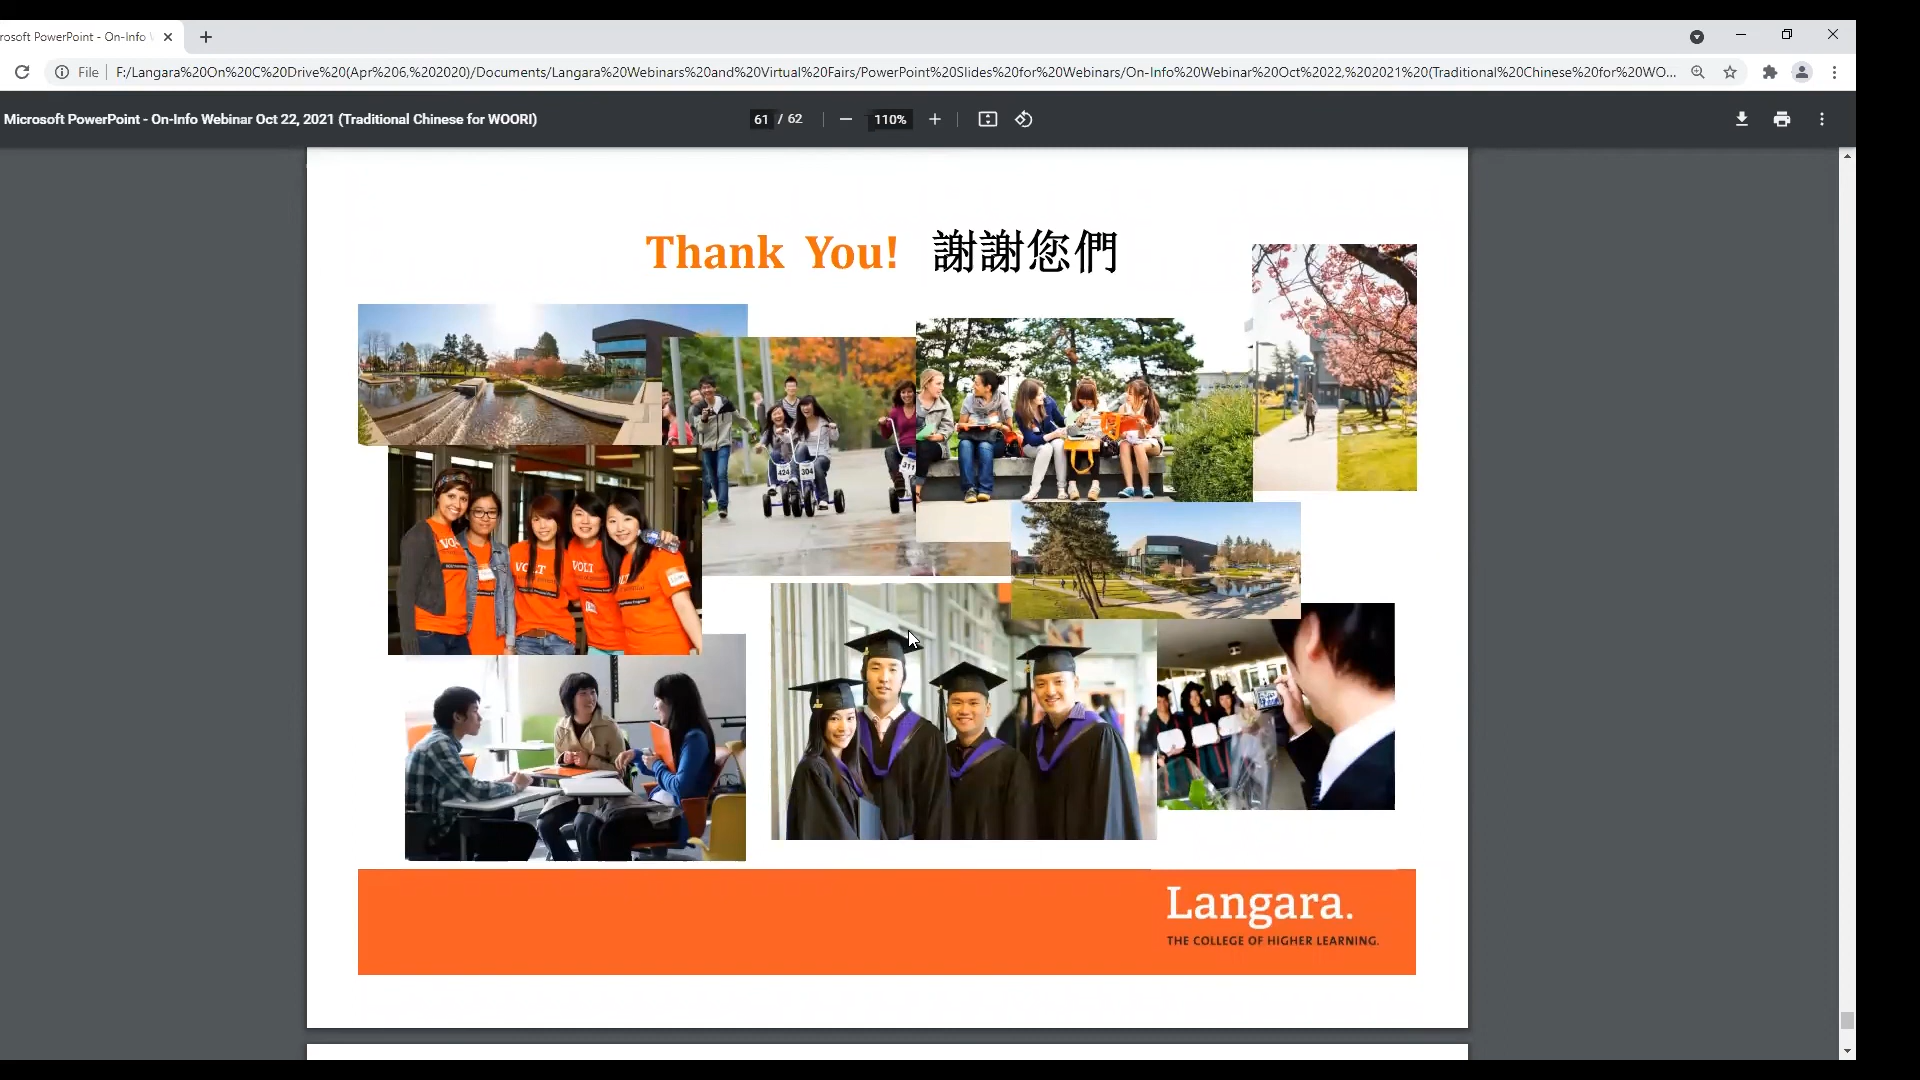 rosoft PowerPoint - On-Info
File
F:/Langara%20On%20C%20Drive%20(Apr%206,%202020)/Documents/Langara%20Webinars%20and%20Virtual%20Fairs/PowerPoint%20Slides%20for%20Webinars/On-Info%20Webinar%20Oct%2022,%202021%20(Traditional%20Chinese%20for%20WO...
Microsoft PowerPoint - On-Info Webinar Oct 22, 2021 (Traditional Chinese for WOORI)
61 / 62
110%
Thank You! 謝謝您們
424 304 311
VOLT VOLT
Langara.
THE COLLEGE OF HIGHER LEARNING.